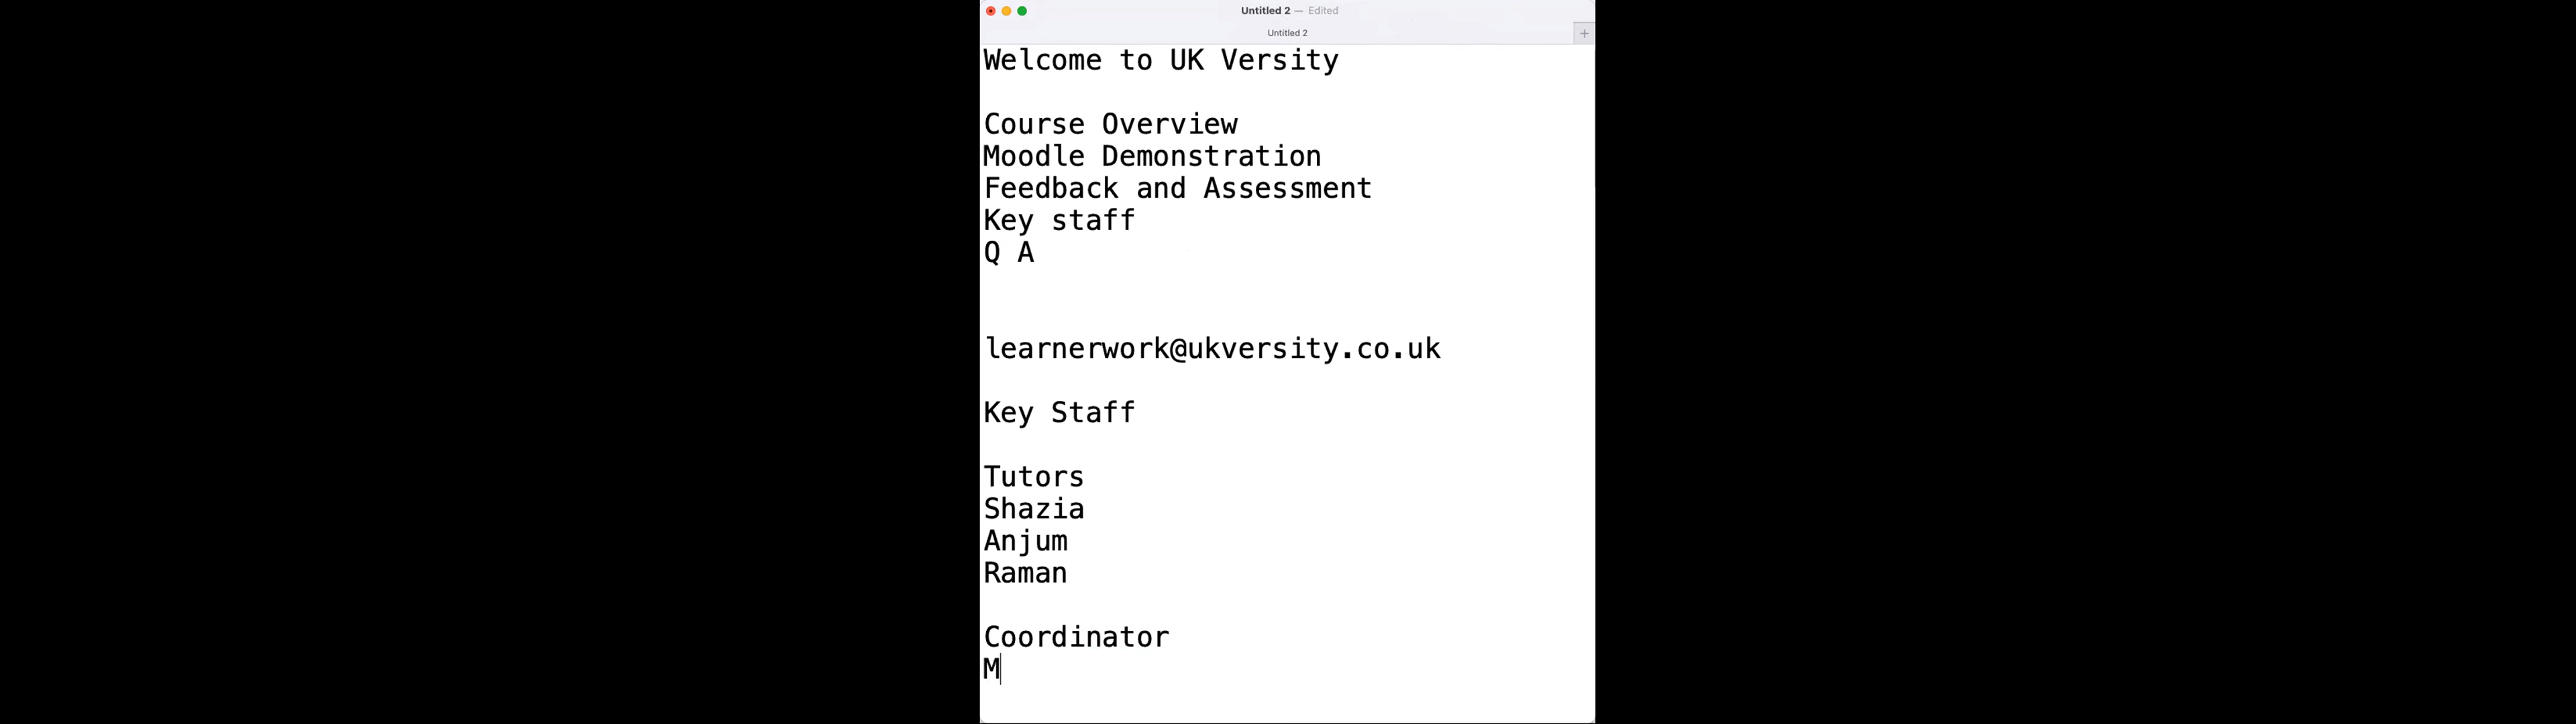 Untitled 2 — Edited
Untitled 2
Welcome to UK Versity
Course Overview
Moodle Demonstration
Feedback and Assessment
Key staff
Q A
learnerwork@ukversity.co.uk
Key Staff
Tutors
Shazia
Anjum
Raman
Coordinator
M